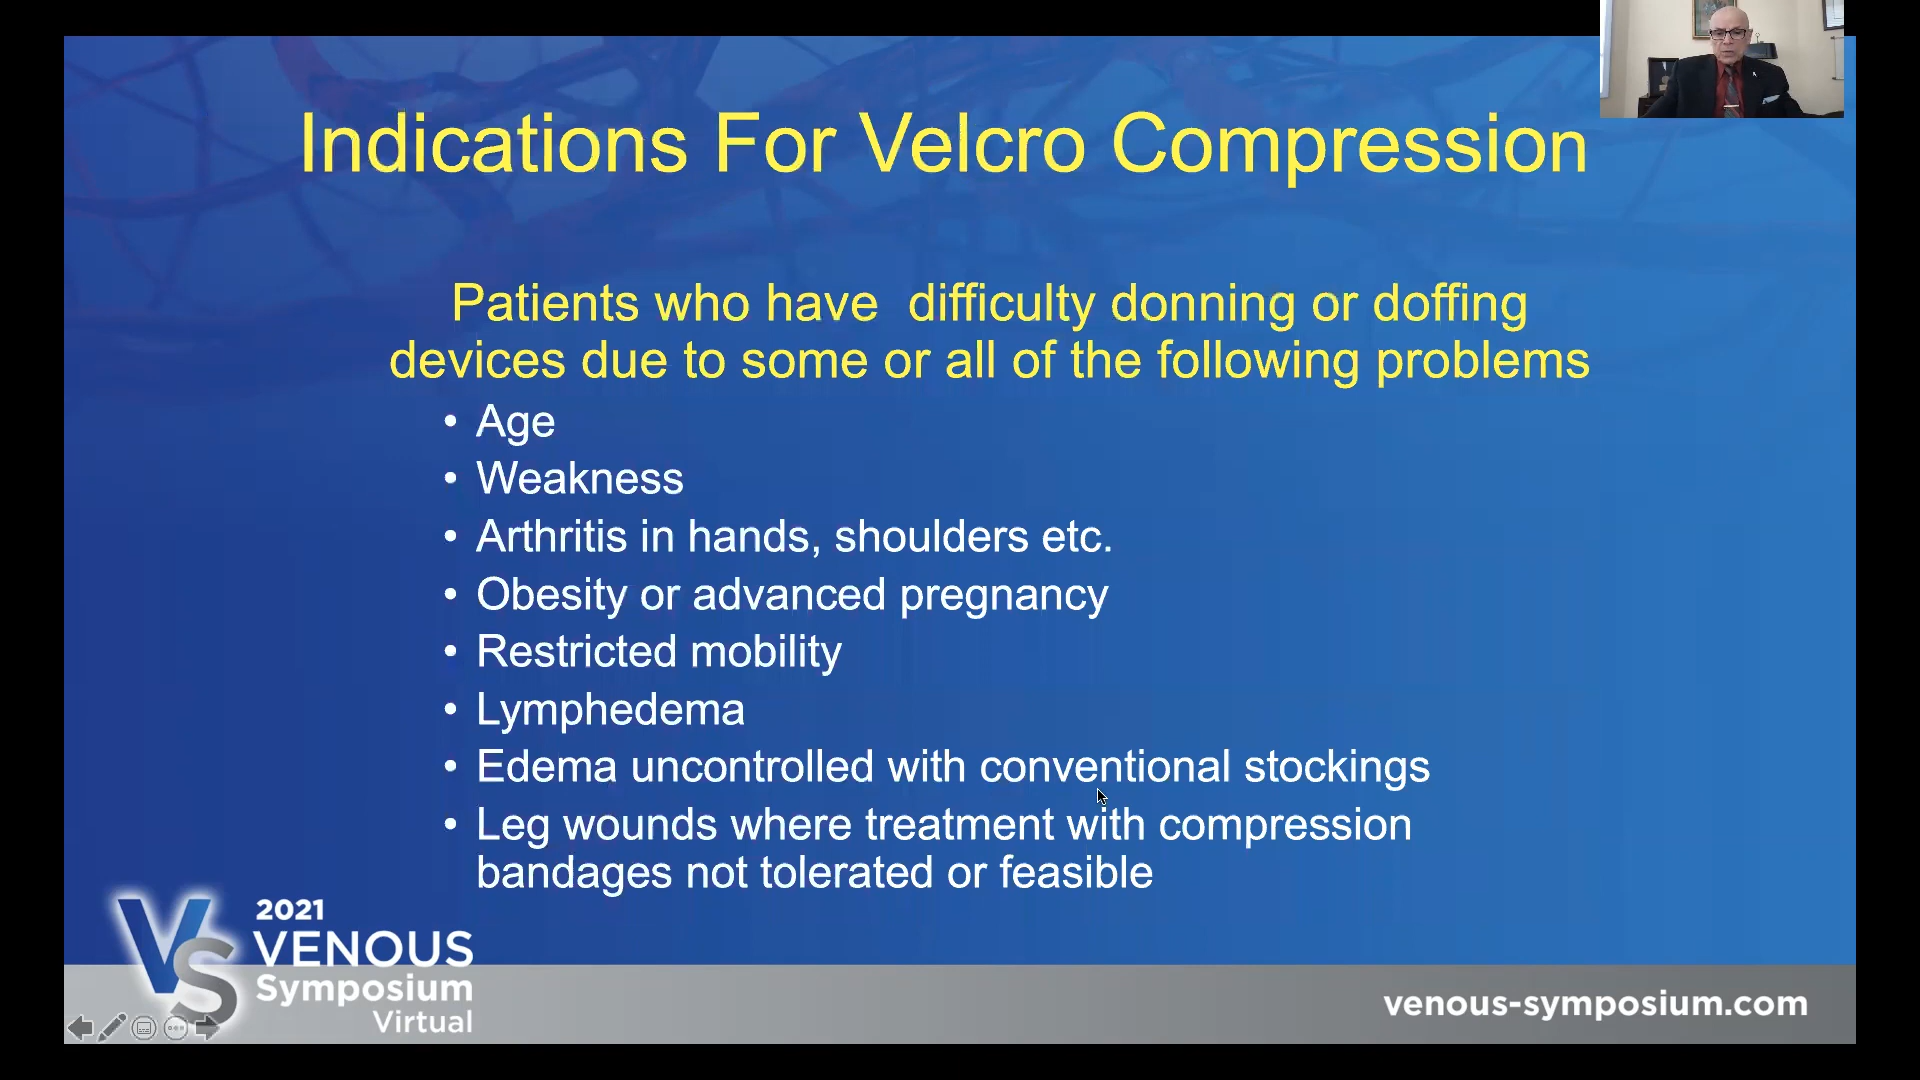 Indications For Velcro Compression
Patients who have  difficulty donning or doffing
devices due to some or all of the following problems
• Age
• Weakness
• Arthritis in hands, shoulders etc.
• Obesity or advanced pregnancy
• Restricted mobility
• Lymphedema
• Edema uncontrolled with conventional stockings
• Leg wounds where treatment with compression
bandages not tolerated or feasible
VS
2021
VENOUS
Symposium
Virtual
venous-symposium.com